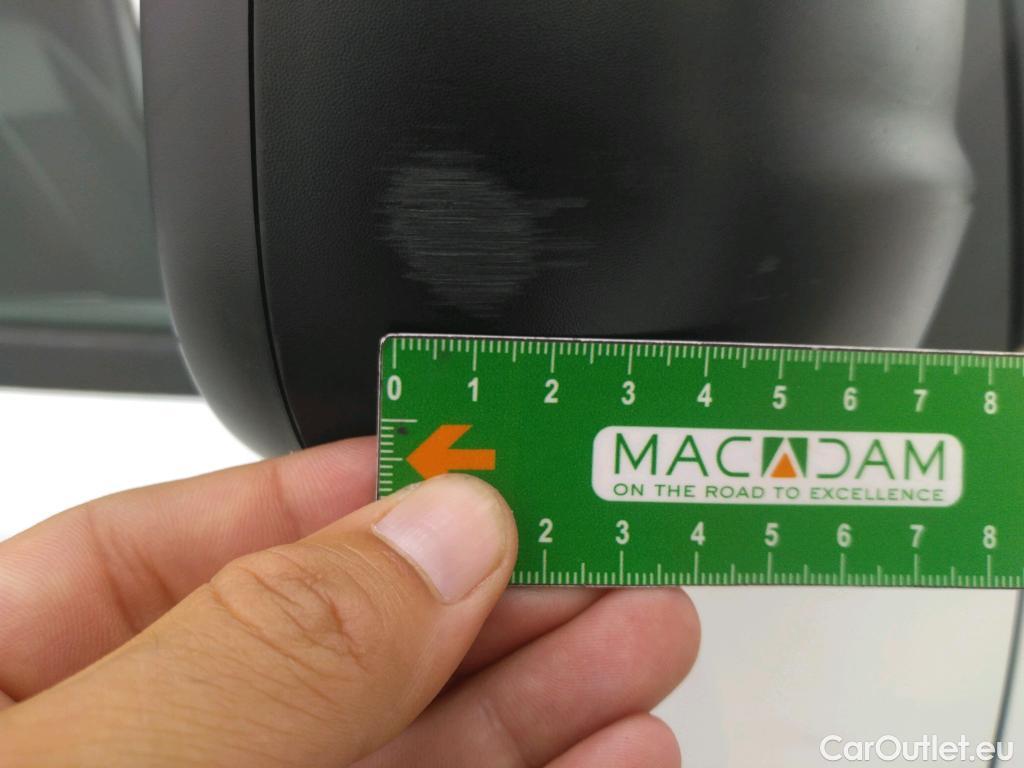 0 1 2 3 4 5 6 7 8
MACADAM
ON THE ROAD TO EXCELLENCE
2 3 4 5 6 7 8
CarOutlet.eu